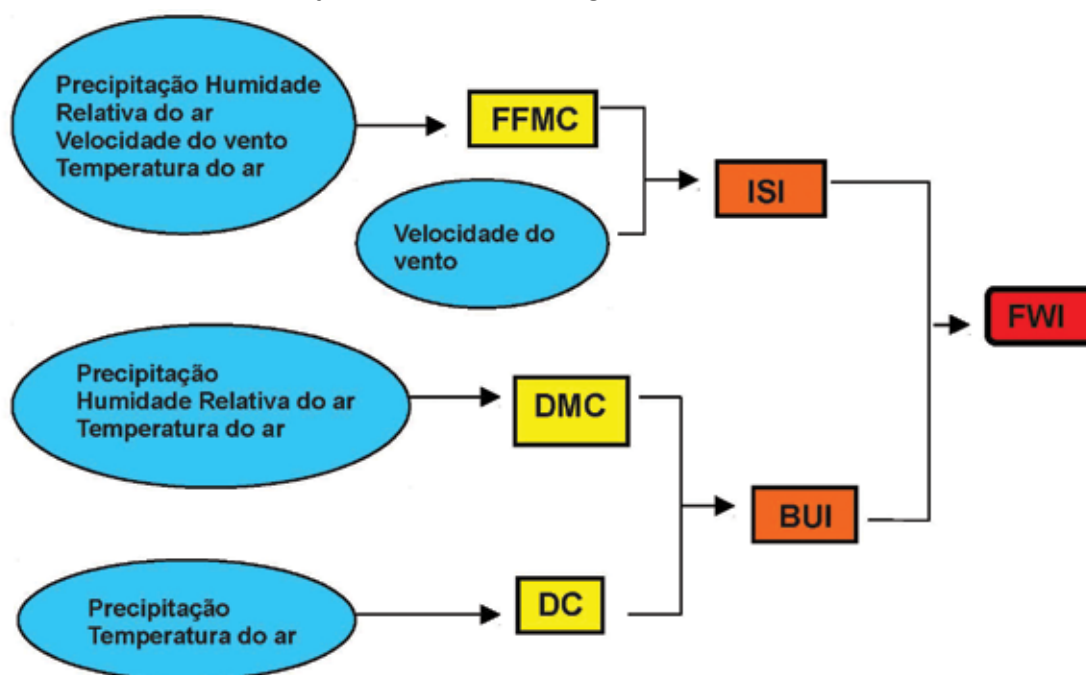 Precipitação Humidade
Relativa do ar
Velocidade do vento
Temperatura do ar
FFMC
Velocidade do
vento
ISI
FWI
Precipitação
Humidade Relativa do ar
Temperatura do ar
DMC
BUI
Precipitação
Temperatura do ar
DC